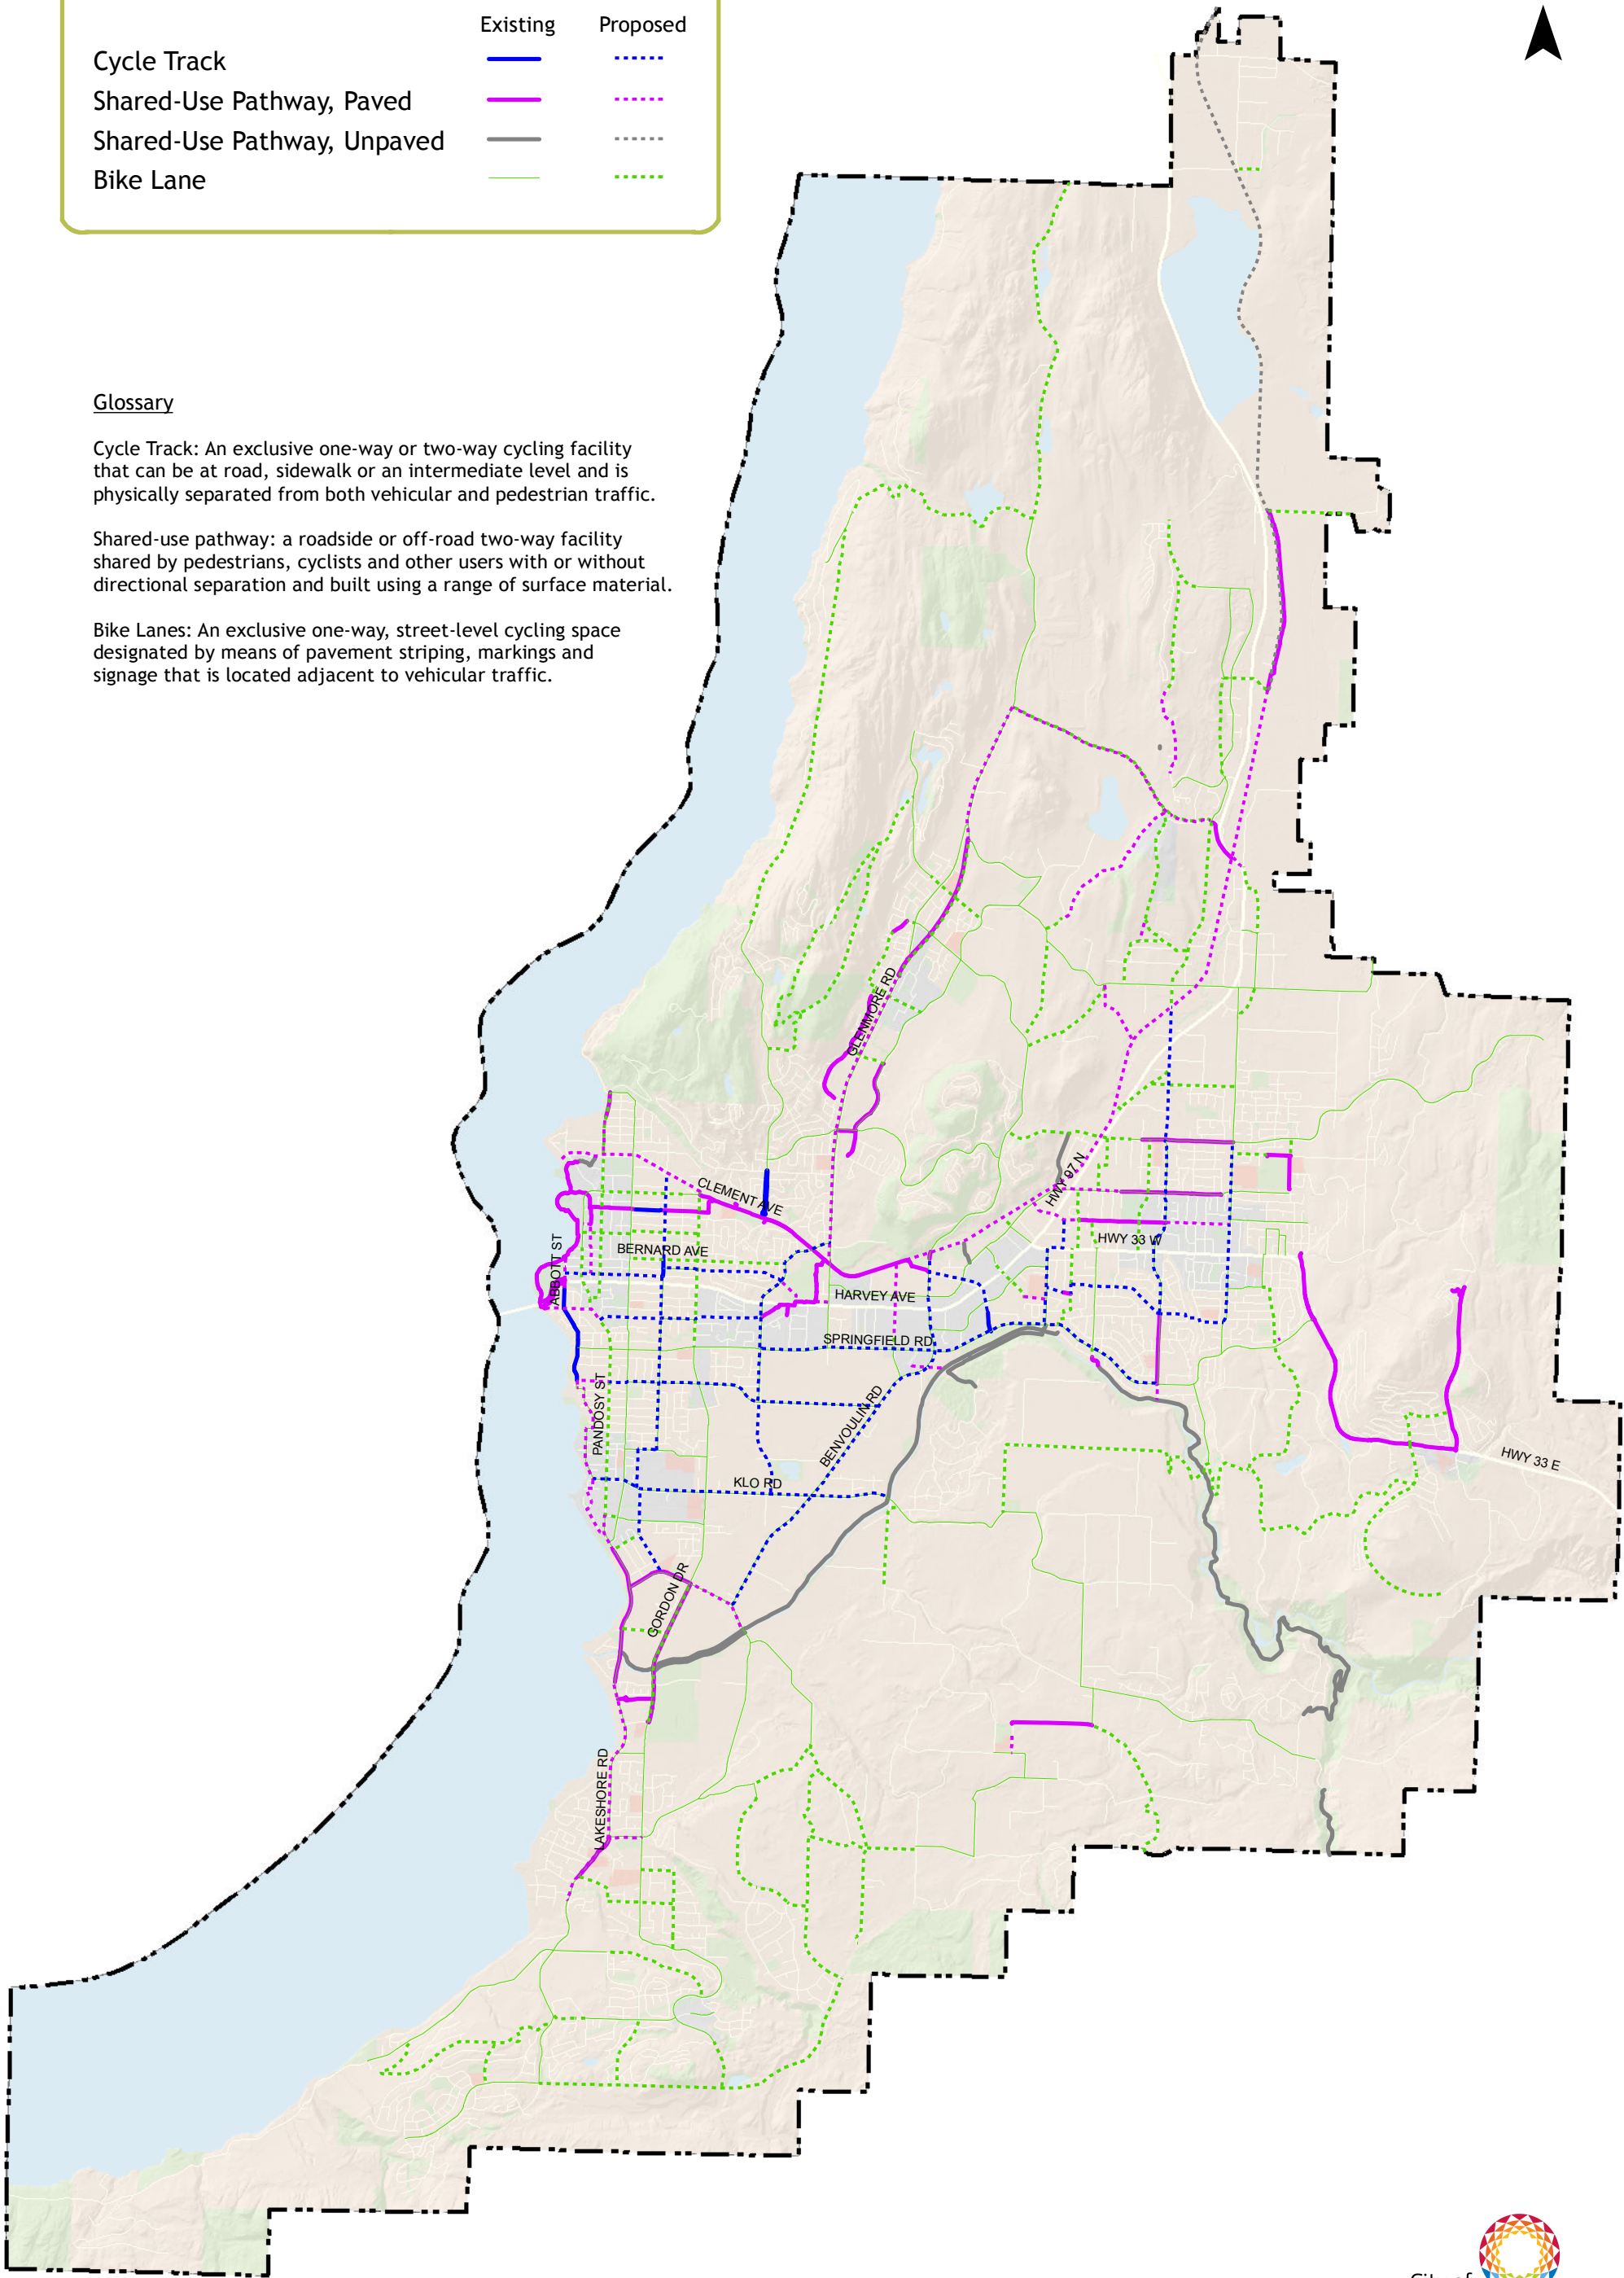 Existing Proposed
Cycle Track
Shared-Use Pathway, Paved
Shared-Use Pathway, Unpaved
Bike Lane
Glossary
Cycle Track: An exclusive one-way or two-way cycling facility
that can be at road, sidewalk or an intermediate level and is
physically separated from both vehicular and pedestrian traffic.
Shared-use pathway: a roadside or off-road two-way facility
shared by pedestrians, cyclists and other users with or without
directional separation and built using a range of surface material.
Bike Lanes: An exclusive one-way, street-level cycling space
designated by means of pavement striping, markings and
signage that is located adjacent to vehicular traffic.
GLENMORE RD
CLEMENT AVE
HWY 97 N
ABBOTT ST
BERNARD AVE
HWY 33 W
HARVEY AVE
SPRINGFIELD RD
PANDOSY ST
BENVOULIN RD
HWY 33 E
KLO RD
GORDON DR
LAKESHORE RD
City of